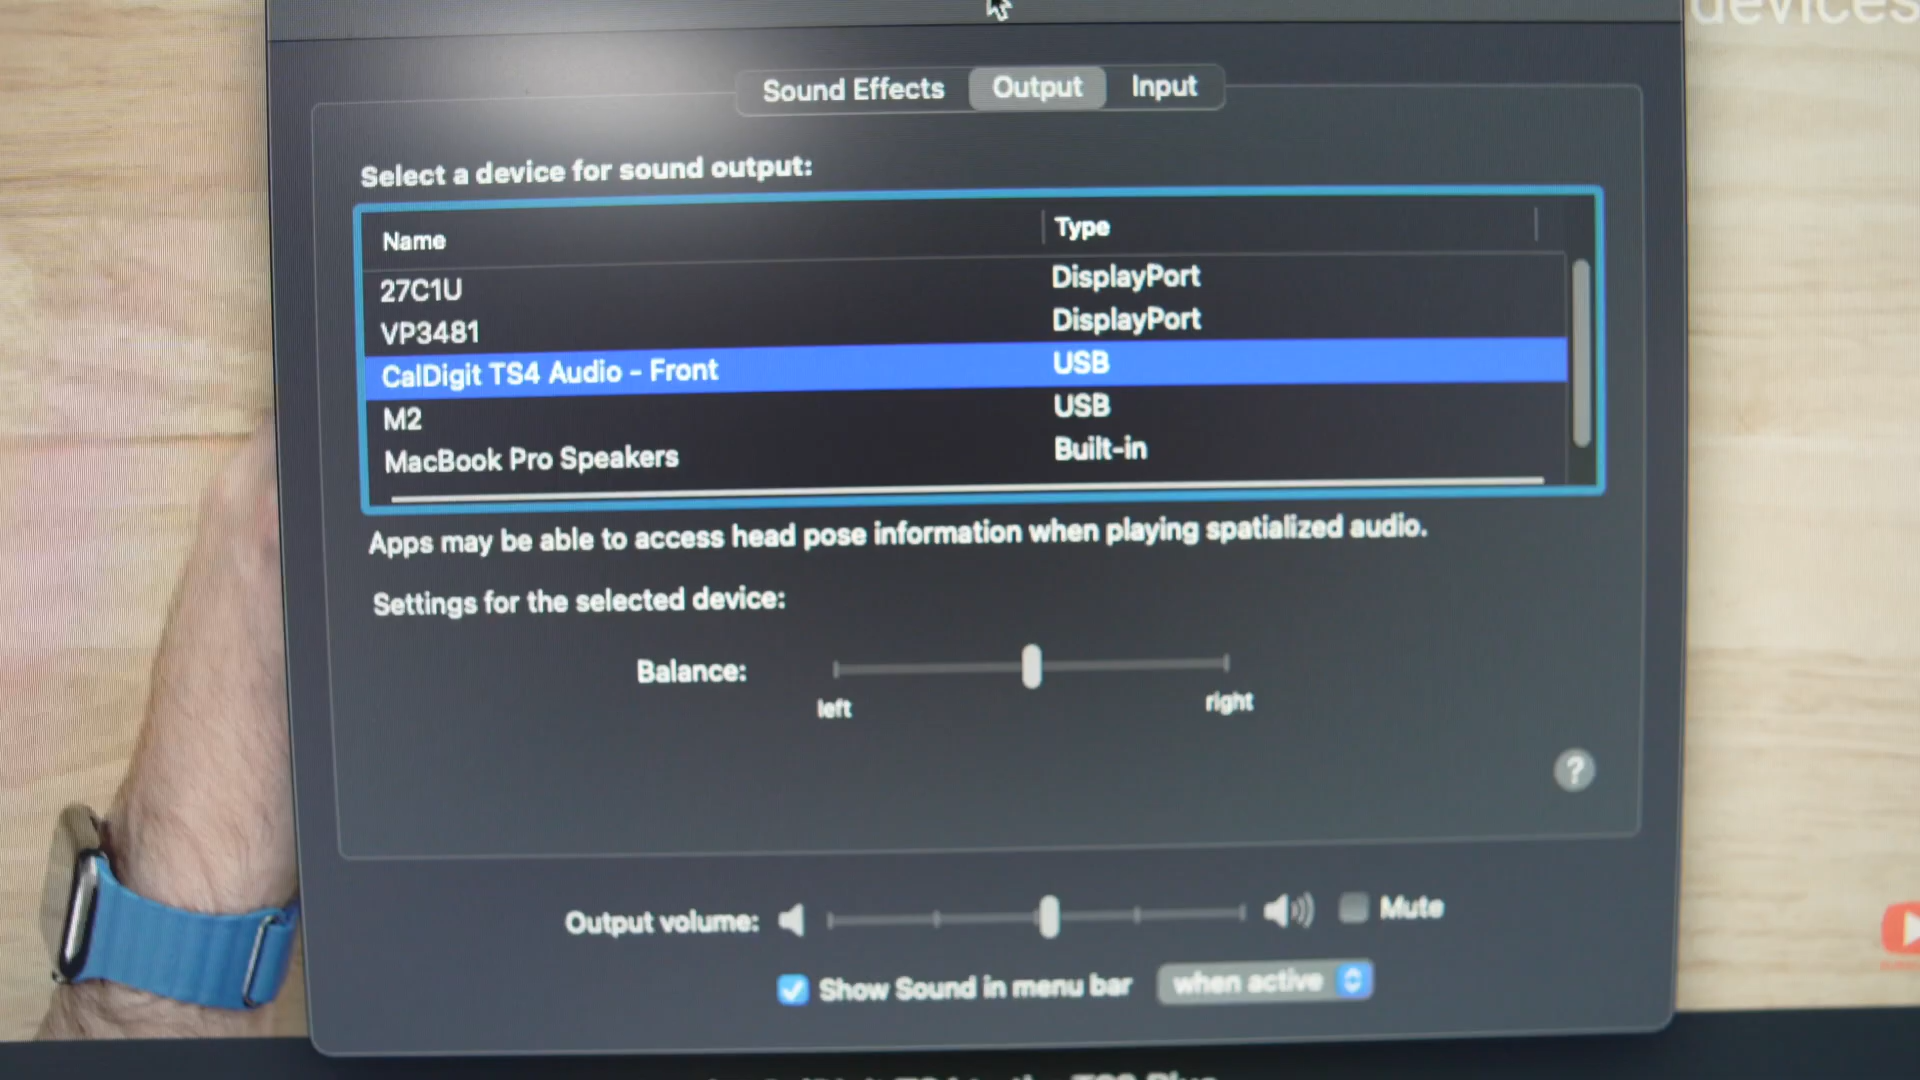 devices
Sound Effects Output Input
Select a device for sound output:
Name Type
27C1U DisplayPort
VP3481 DisplayPort
CalDigit TS4 Audio - Front USB
M2 USB
MacBook Pro Speakers Built-in
Apps may be able to access head pose information when playing spatialized audio.
Settings for the selected device:
Balance:
left right
?
Output volume: Mute
Show Sound in menu bar when active